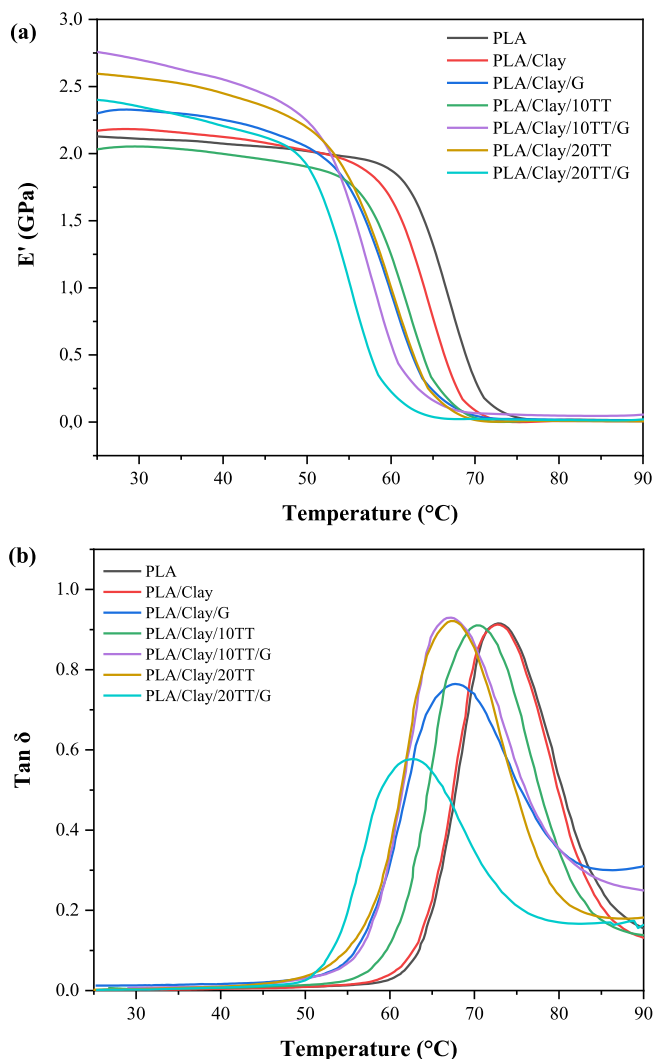 (a)
3.0
2.5
2.0
1.5
1.0
0.5
0.0
E' (GPa)
PLA
PLA/Clay
PLA/Clay/G
PLA/Clay/10TT
PLA/Clay/10TT/G
PLA/Clay/20TT
PLA/Clay/20TT/G
30 40 50 60 70 80 90
Temperature (°C)
(b)
1.0
0.8
0.6
0.4
0.2
0.0
Tan δ
PLA
PLA/Clay
PLA/Clay/G
PLA/Clay/10TT
PLA/Clay/10TT/G
PLA/Clay/20TT
PLA/Clay/20TT/G
30 40 50 60 70 80 90
Temperature (°C)